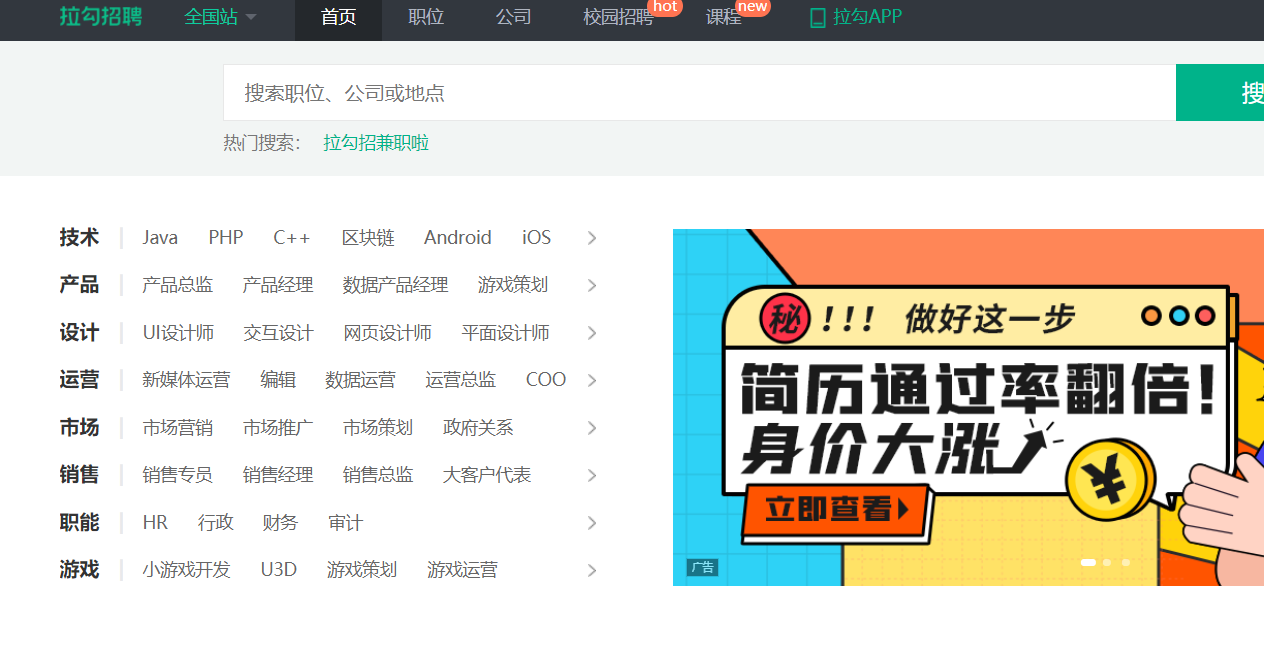 拉勾招聘 全国站 首页 职位 公司 校园招聘 hot 课程 new 拉勾APP
搜索职位、公司或地点 搜
热门搜索： 拉勾招兼职啦
技术 Java PHP C++ 区块链 Android iOS
产品 产品总监 产品经理 数据产品经理 游戏策划
设计 UI设计师 交互设计 网页设计师 平面设计师
运营 新媒体运营 编辑 数据运营 运营总监 COO
市场 市场营销 市场推广 市场策划 政府关系
销售 销售专员 销售经理 销售总监 大客户代表
职能 HR 行政 财务 审计
游戏 小游戏开发 U3D 游戏策划 游戏运营
秘!!! 做好这一步
简历通过率翻倍!
身价大涨
¥
立即查看
广告